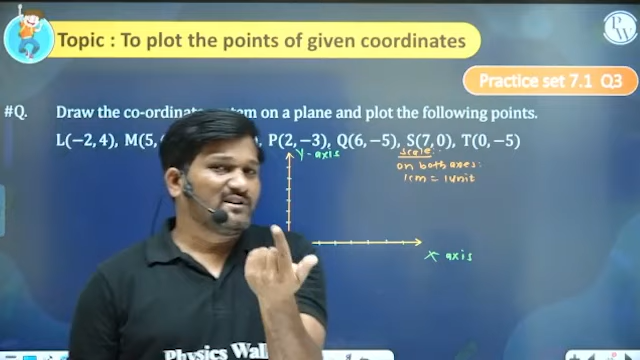 Topic : To plot the points of given coordinates
P
W
Practice set 7.1 Q3
#Q. Draw the co-ordinate system on a plane and plot the following points.
L(−2, 4), M(5, P(2, −3), Q(6, −5), S(7, 0), T(0, −5)
Y-axis
scale:
on both axes:
1cm = 1unit
X axis
Physics Wal